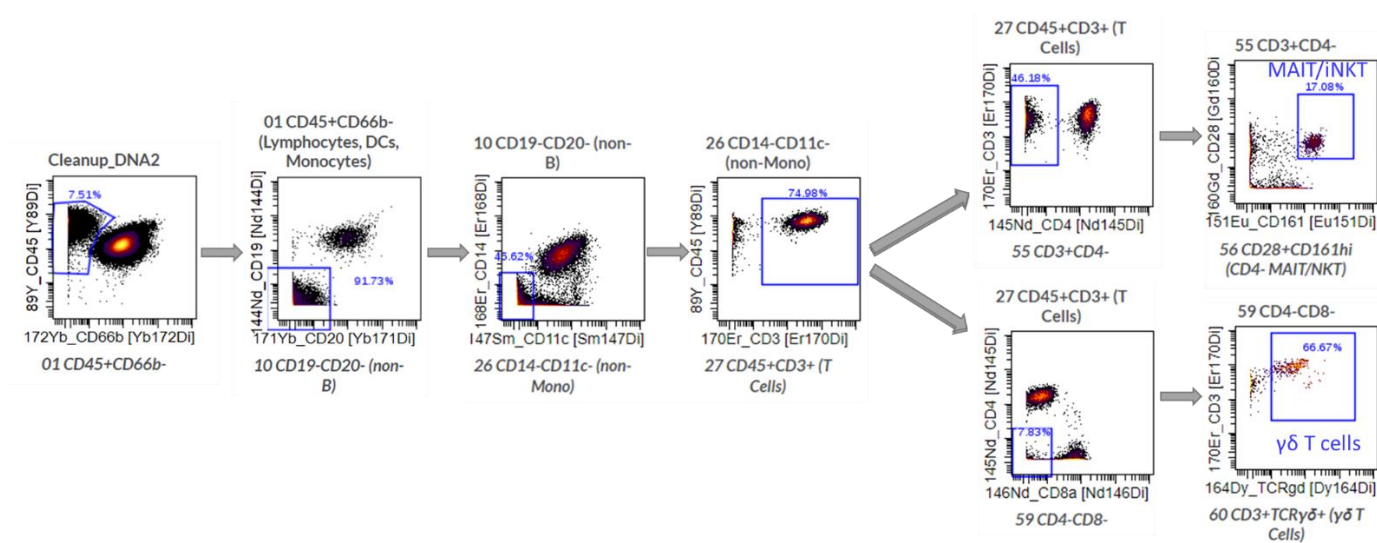 Cleanup_DNA2
7.51%
89Y_CD45 [Y89Di]
172Yb_CD66b [Yb172Di]
01 CD45+CD66b-
01 CD45+CD66b-
(Lymphocytes, DCs,
Monocytes)
91.73%
144Nd_CD19 [Nd144Di]
171Yb_CD20 [Yb171Di]
10 CD19-CD20- (non-
B)
10 CD19-CD20- (non-
B)
45.62%
168Er_CD14 [Er168Di]
147Sm_CD11c [Sm147Di]
26 CD14-CD11c- (non-
Mono)
26 CD14-CD11c-
(non-Mono)
74.98%
89Y_CD45 [Y89Di]
170Er_CD3 [Er170Di]
27 CD45+CD3+ (T
Cells)
27 CD45+CD3+ (T
Cells)
46.18%
170Er_CD3 [Er170Di]
145Nd_CD4 [Nd145Di]
55 CD3+CD4-
55 CD3+CD4-
MAIT/iNKT
17.08%
160Gd_CD28 [Gd160Di
151Eu_CD161 [Eu151Di]
56 CD28+CD161hi
(CD4- MAIT/NKT)
27 CD45+CD3+ (T
Cells)
7.83%
145Nd_CD4 [Nd145Di]
146Nd_CD8a [Nd146Di]
59 CD4-CD8-
59 CD4-CD8-
66.67%
γδ T cells
170Er_CD3 [Er170Di]
164Dy_TCRgd [Dy164Di]
60 CD3+TCRγδ+ (γδ T
Cells)